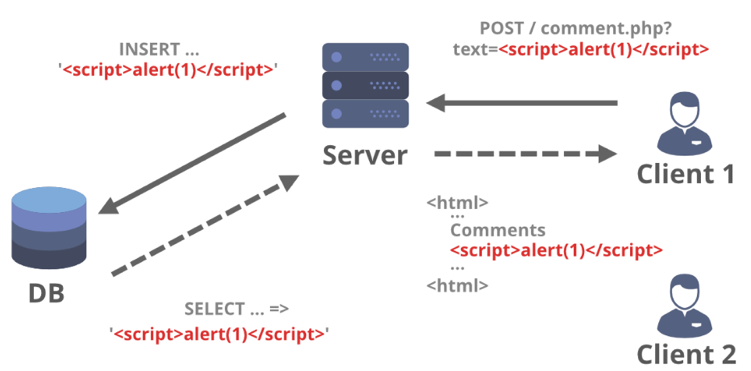 POST / comment.php?
text=<script>alert(1)</script>
INSERT ...
'<script>alert(1)</script>'
Server
Client 1
<html>
...
Comments
<script>alert(1)</script>
...
<html>
DB
SELECT ... =>
'<script>alert(1)</script>'
Client 2